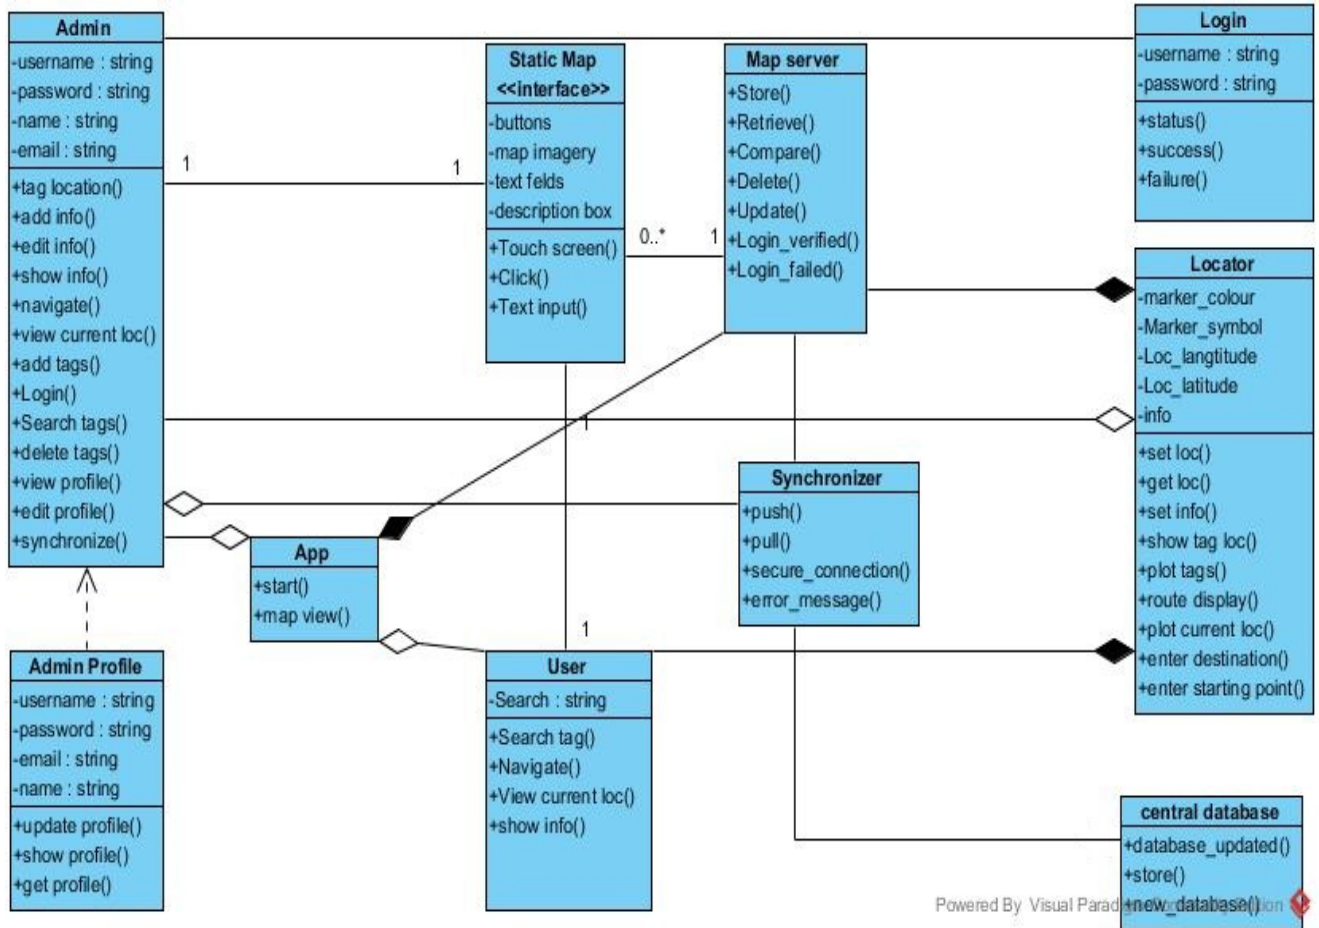 Admin
-username : string
-password : string
-name : string
-email : string
+tag location()
+add info()
+edit info()
+show info()
+navigate()
+view current loc()
+add tags()
+Login()
+Search tags()
+delete tags()
+view profile()
+edit profile()
+synchronize()
1
1
Static Map
<<interface>>
-buttons
-map imagery
-text felds
-description box
+Touch screen()
+Click()
+Text input()
0..*
1
Map server
+Store()
+Retrieve()
+Compare()
+Delete()
+Update()
+Login_verified()
+Login_failed()
Login
-username : string
-password : string
+status()
+success()
+failure()
Locator
-marker_colour
-Marker_symbol
-Loc_langtitude
-Loc_latitude
-info
+set loc()
+get loc()
+set info()
+show tag loc()
+plot tags()
+route display()
+plot current loc()
+enter destination()
+enter starting point()
1
Synchronizer
+push()
+pull()
+secure_connection()
+error_message()
App
+start()
+map view()
1
Admin Profile
-username : string
-password : string
-email : string
-name : string
+update profile()
+show profile()
+get profile()
User
-Search : string
+Search tag()
+Navigate()
+View current loc()
+show info()
central database
+database_updated()
+store()
+new_database()
Powered By Visual Paradigm Community Edition